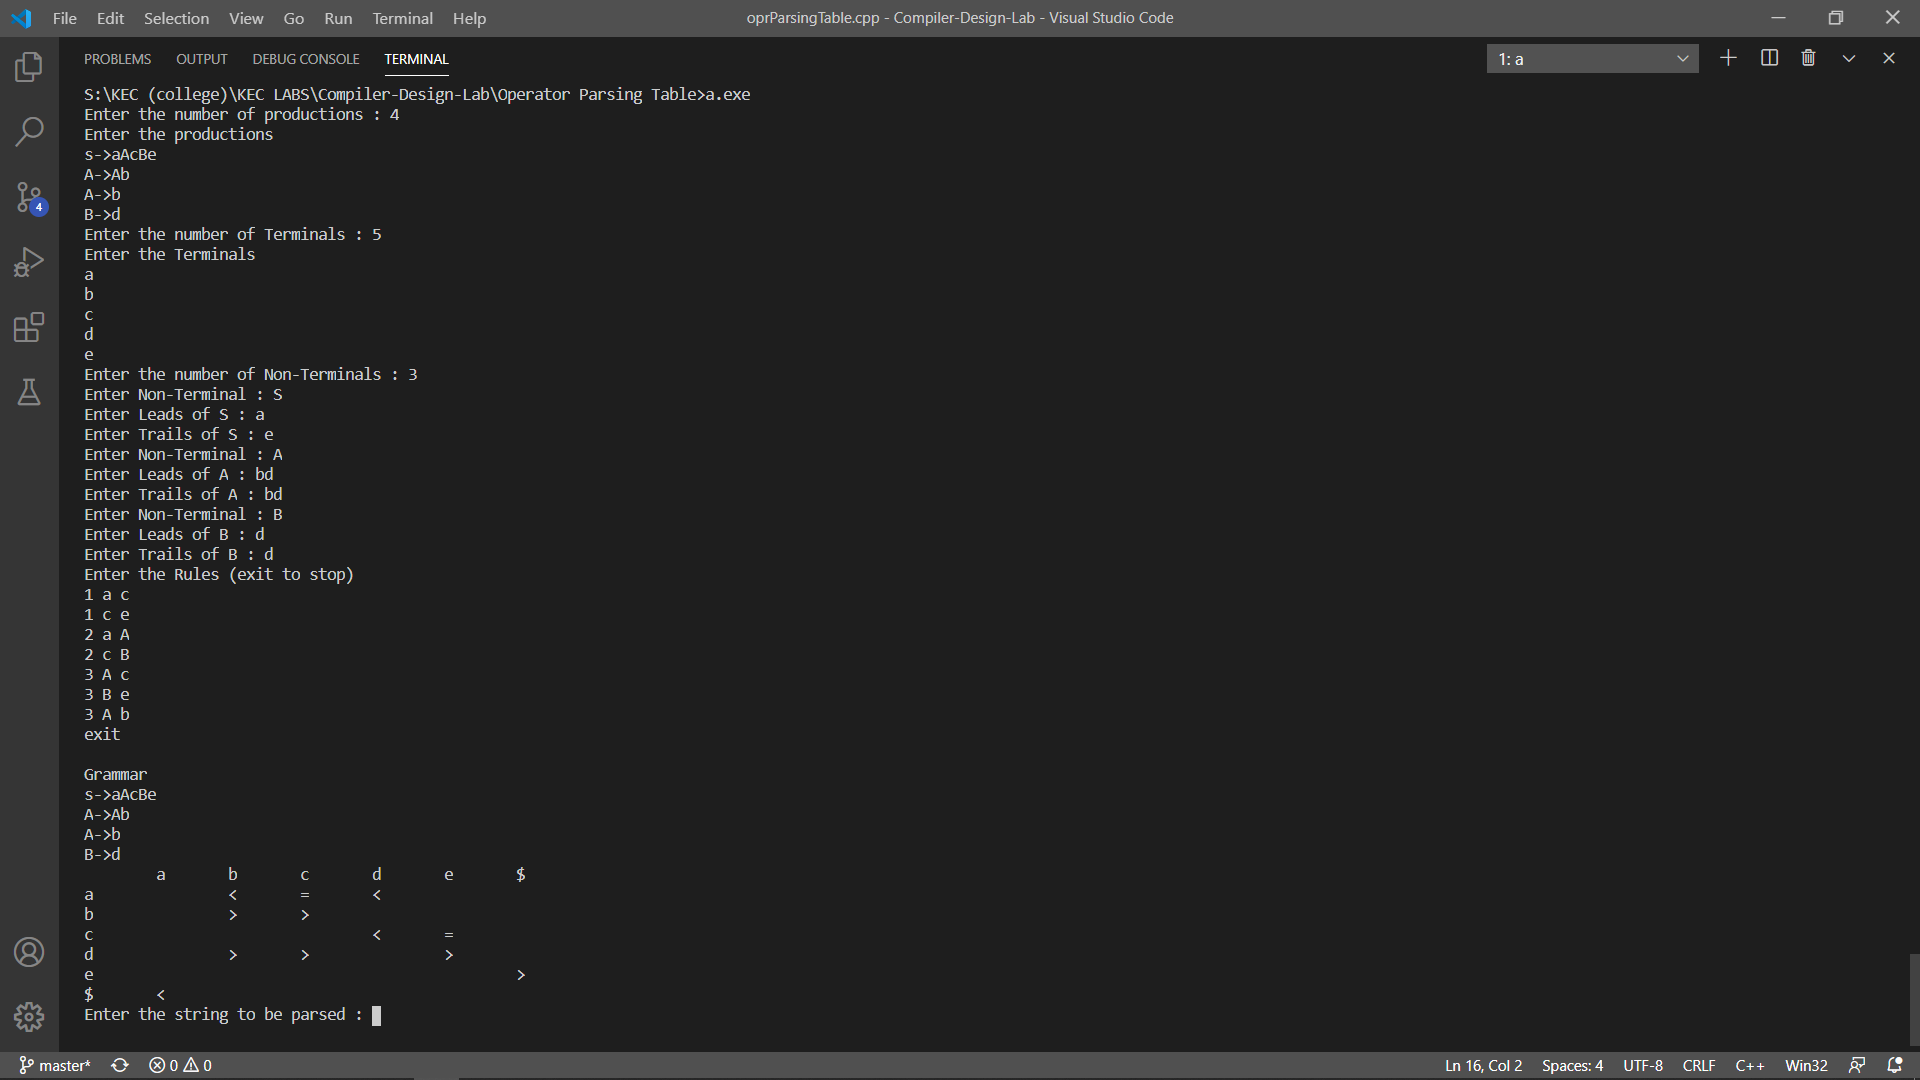 File Edit Selection View Go Run Terminal Help oprParsingTable.cpp - Compiler-Design-Lab - Visual Studio Code
PROBLEMS OUTPUT DEBUG CONSOLE TERMINAL 1: a
S:\KEC (college)\KEC LABS\Compiler-Design-Lab\Operator Parsing Table>a.exe
Enter the number of productions : 4
Enter the productions
s->aAcBe
A->Ab
A->b
B->d
Enter the number of Terminals : 5
Enter the Terminals
a
b
c
d
e
Enter the number of Non-Terminals : 3
Enter Non-Terminal : S
Enter Leads of S : a
Enter Trails of S : e
Enter Non-Terminal : A
Enter Leads of A : bd
Enter Trails of A : bd
Enter Non-Terminal : B
Enter Leads of B : d
Enter Trails of B : d
Enter the Rules (exit to stop)
1 a c
1 c e
2 a A
2 c B
3 A c
3 B e
3 A b
exit
Grammar
s->aAcBe
A->Ab
A->b
B->d
a b c d e $
a < = <
b > >
c < =
d > > >
e >
$ <
Enter the string to be parsed :
4
master* 0 0 Ln 16, Col 2 Spaces: 4 UTF-8 CRLF C++ Win32